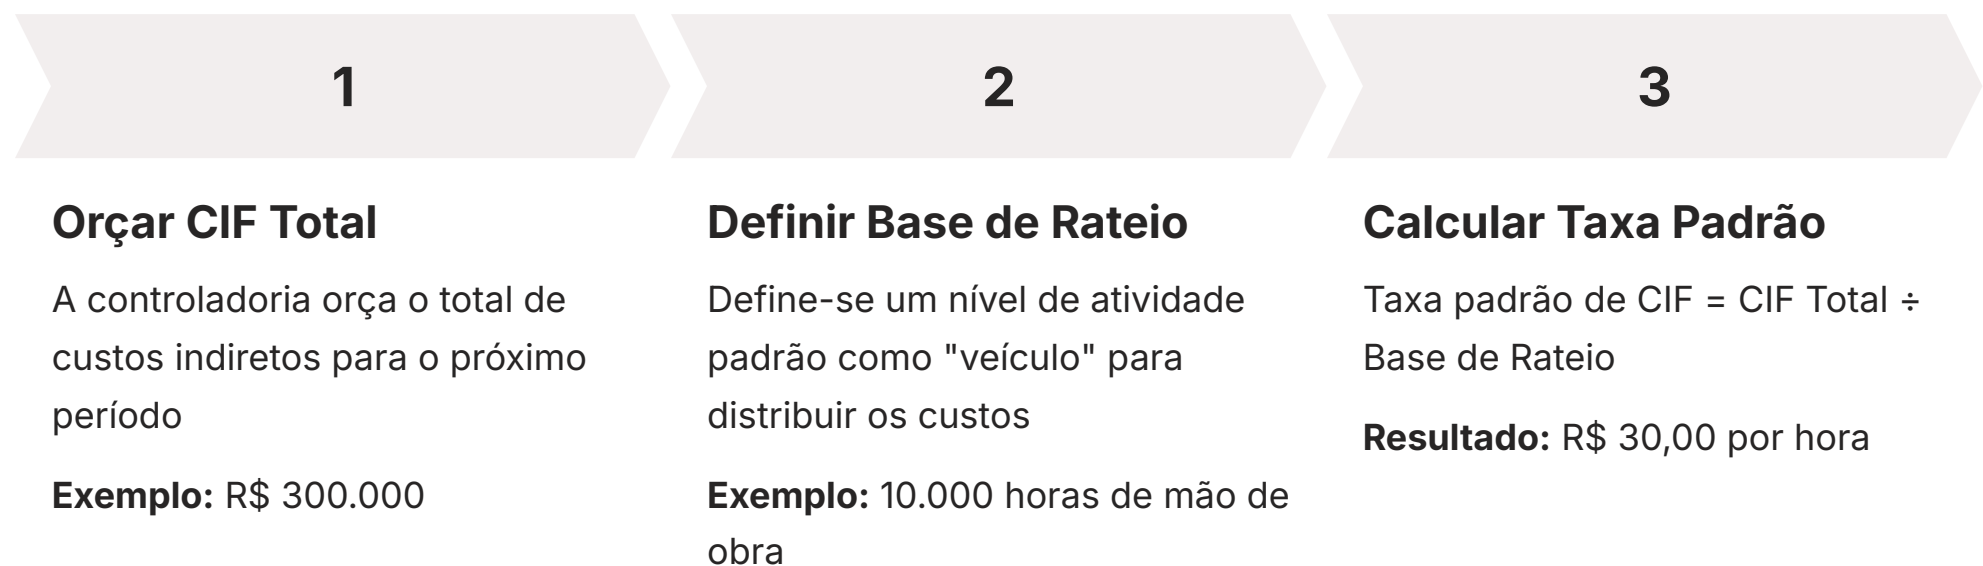 1
Orçar CIF Total
A controladoria orça o total de
custos indiretos para o próximo
período
Exemplo: R$ 300.000
2
Definir Base de Rateio
Define-se um nível de atividade
padrão como "veículo" para
distribuir os custos
Exemplo: 10.000 horas de mão de
obra
3
Calcular Taxa Padrão
Taxa padrão de CIF = CIF Total ÷
Base de Rateio
Resultado: R$ 30,00 por hora